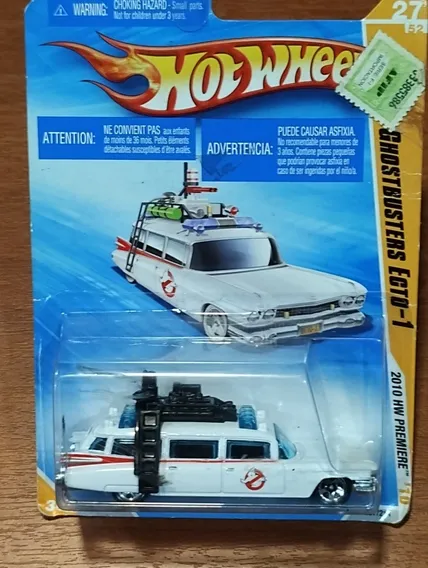 WARNING:
CHOKING HAZARD - Small parts.
Not for children under 3 years.
27
52
HOT WHEE
ATTENTION:
NE CONVIENT PAS aux enfants
de moins de 36 mois. Petits éléments
détachables susceptibles d'être avalés.
ADVERTENCIA:
PUEDE CAUSAR ASFIXIA.
No recomendable para menores de
3 años. Contiene piezas pequeñas
que podrían provocar asfixia en
caso de ser ingeridas por el niño/a.
GHOSTBUSTERS ECTO-1
2010 HW PREMIERE™